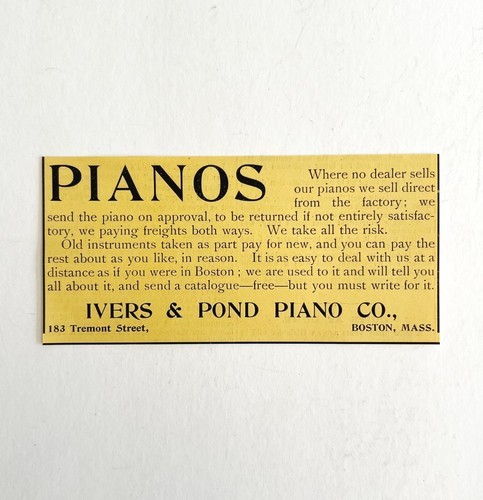 PIANOS
Where no dealer sells
our pianos we sell direct
from the factory; we
send the piano on approval, to be returned if not entirely satisfac-
tory, we paying freights both ways. We take all the risk.
Old instruments taken as part pay for new, and you can pay the
rest about as you like, in reason. It is as easy to deal with us at a
distance as if you were in Boston; we are used to it and will tell you
all about it, and send a catalogue—free—but you must write for it.
IVERS & POND PIANO CO.,
183 Tremont Street, BOSTON, MASS.